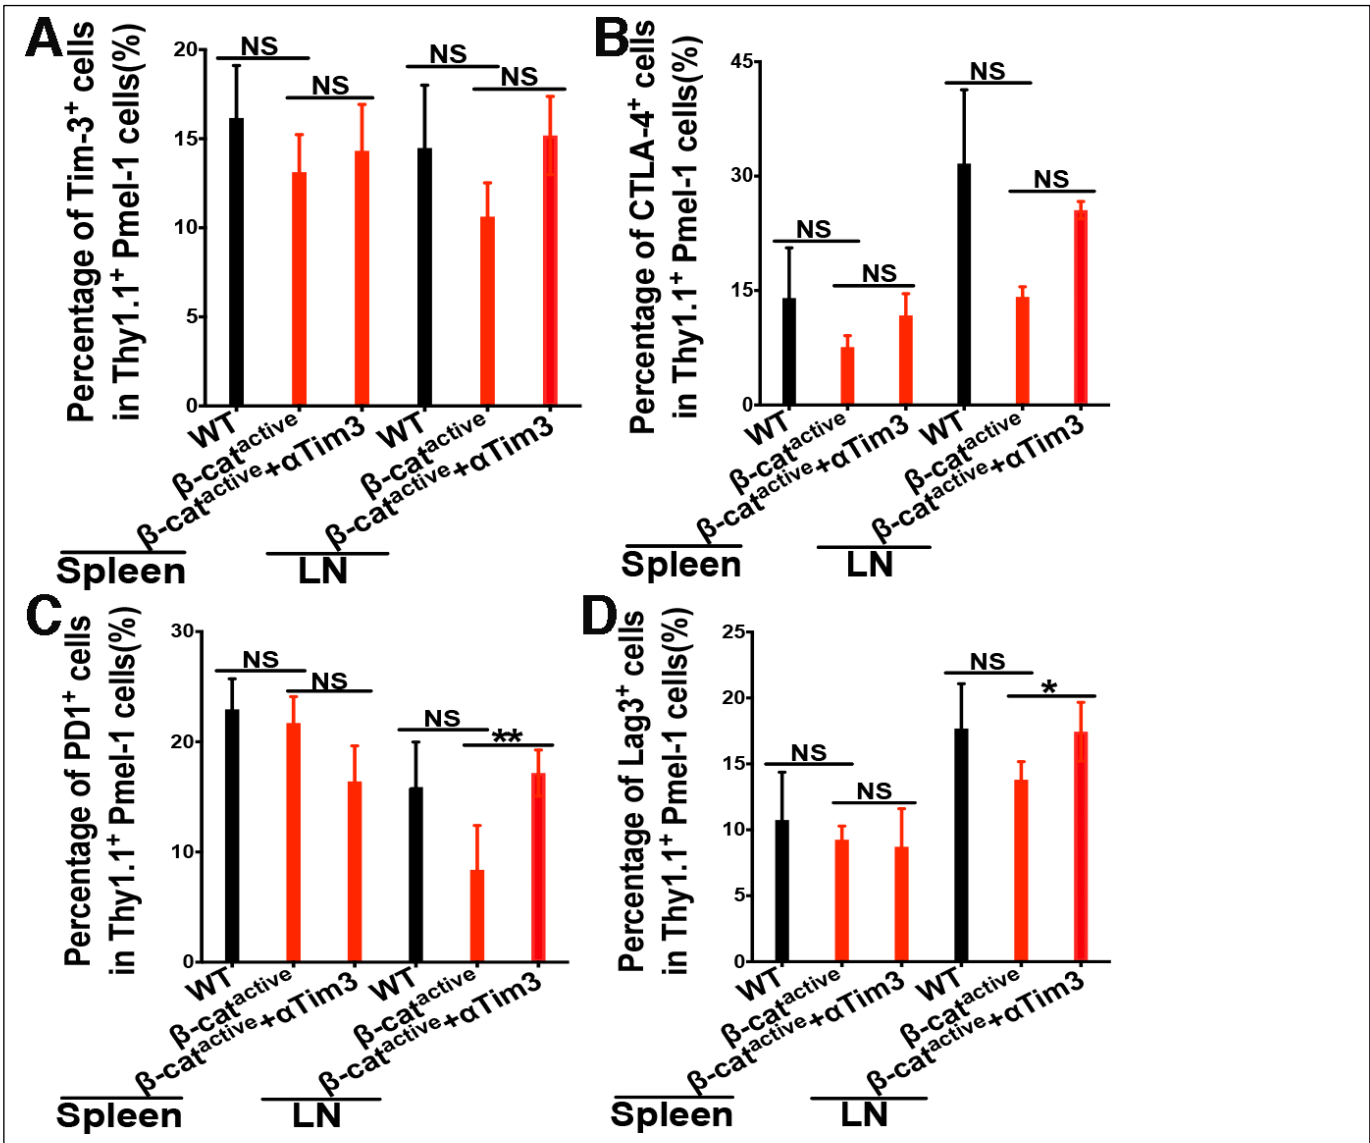 A
Percentage of Tim-3⁺ cells
in Thy1.1⁺ Pmel-1 cells(%)
20
15
10
5
0
NS
NS
NS
NS
WT
β-catᵃᶜᵗⁱᵛᵉ
β-catᵃᶜᵗⁱᵛᵉ+αTim3
WT
β-catᵃᶜᵗⁱᵛᵉ
β-catᵃᶜᵗⁱᵛᵉ+αTim3
Spleen
LN
B
Percentage of CTLA-4⁺ cells
in Thy1.1⁺ Pmel-1 cells(%)
45
30
15
0
NS
NS
NS
NS
WT
β-catᵃᶜᵗⁱᵛᵉ
β-catᵃᶜᵗⁱᵛᵉ+αTim3
WT
β-catᵃᶜᵗⁱᵛᵉ
β-catᵃᶜᵗⁱᵛᵉ+αTim3
Spleen
LN
C
Percentage of PD1⁺ cells
in Thy1.1⁺ Pmel-1 cells(%)
30
20
10
0
NS
NS
NS
**
WT
β-catᵃᶜᵗⁱᵛᵉ
β-catᵃᶜᵗⁱᵛᵉ+αTim3
WT
β-catᵃᶜᵗⁱᵛᵉ
β-catᵃᶜᵗⁱᵛᵉ+αTim3
Spleen
LN
D
Percentage of Lag3⁺ cells
in Thy1.1⁺ Pmel-1 cells(%)
25
20
15
10
5
0
NS
NS
NS
*
WT
β-catᵃᶜᵗⁱᵛᵉ
β-catᵃᶜᵗⁱᵛᵉ+αTim3
WT
β-catᵃᶜᵗⁱᵛᵉ
β-catᵃᶜᵗⁱᵛᵉ+αTim3
Spleen
LN